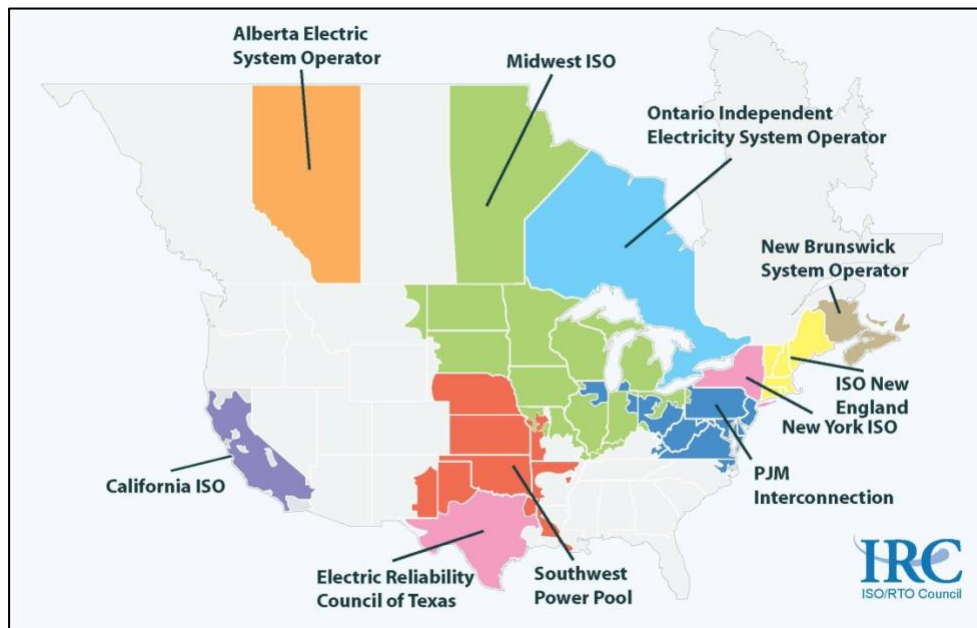 Alberta Electric
System Operator
Midwest ISO
Ontario Independent
Electricity System Operator
New Brunswick
System Operator
ISO New
England
New York ISO
PJM
Interconnection
California ISO
Electric Reliability
Council of Texas
Southwest
Power Pool
IRC
ISO/RTO Council